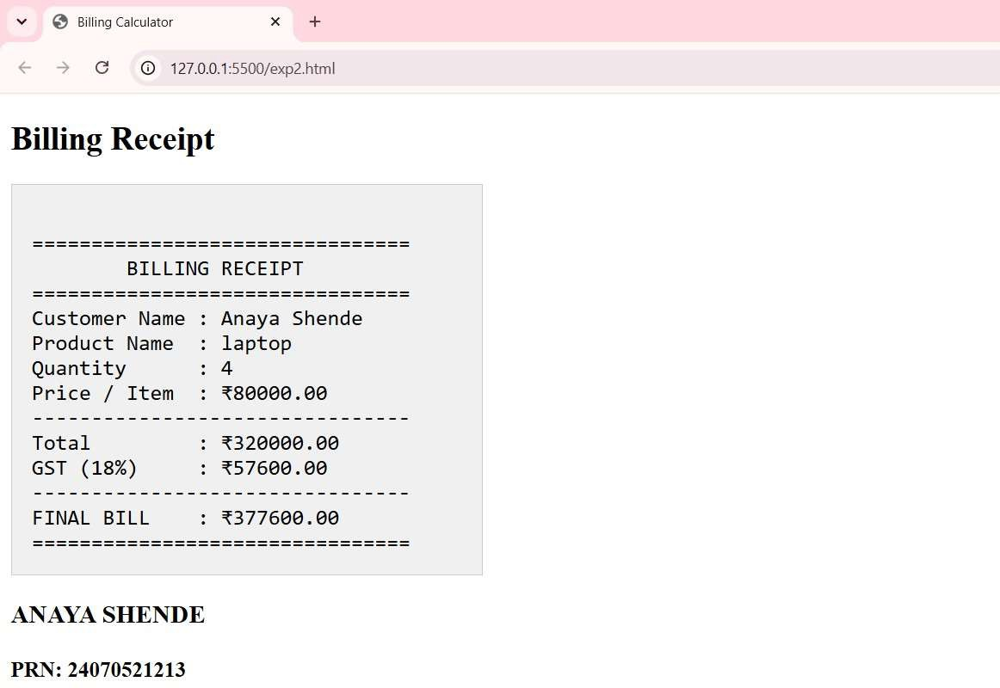 Billing Calculator
127.0.0.1:5500/exp2.html
Billing Receipt
================================
        BILLING RECEIPT
================================
Customer Name : Anaya Shende
Product Name  : laptop
Quantity      : 4
Price / Item  : ₹80000.00
--------------------------------
Total         : ₹320000.00
GST (18%)     : ₹57600.00
--------------------------------
FINAL BILL    : ₹377600.00
================================
ANAYA SHENDE
PRN: 24070521213